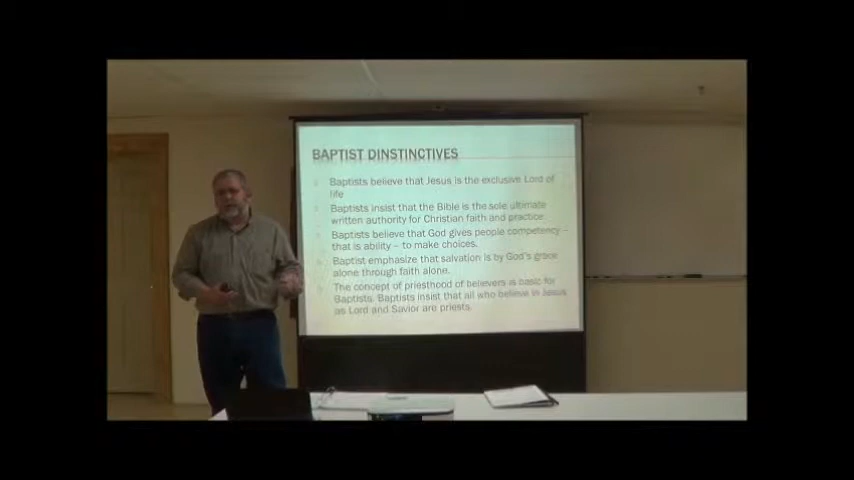 BAPTIST DINSTINCTIVES
Baptists believe that Jesus is the exclusive Lord of
life
Baptists insist that the Bible is the sole ultimate
written authority for Christian faith and practice.
Baptists believe that God gives people competency –
that is ability – to make choices.
Baptist emphasize that salvation is by God's grace
alone through faith alone.
The concept of priesthood of believers is basic for
Baptists. Baptists insist that all who believe in Jesus
as Lord and Savior are priests.